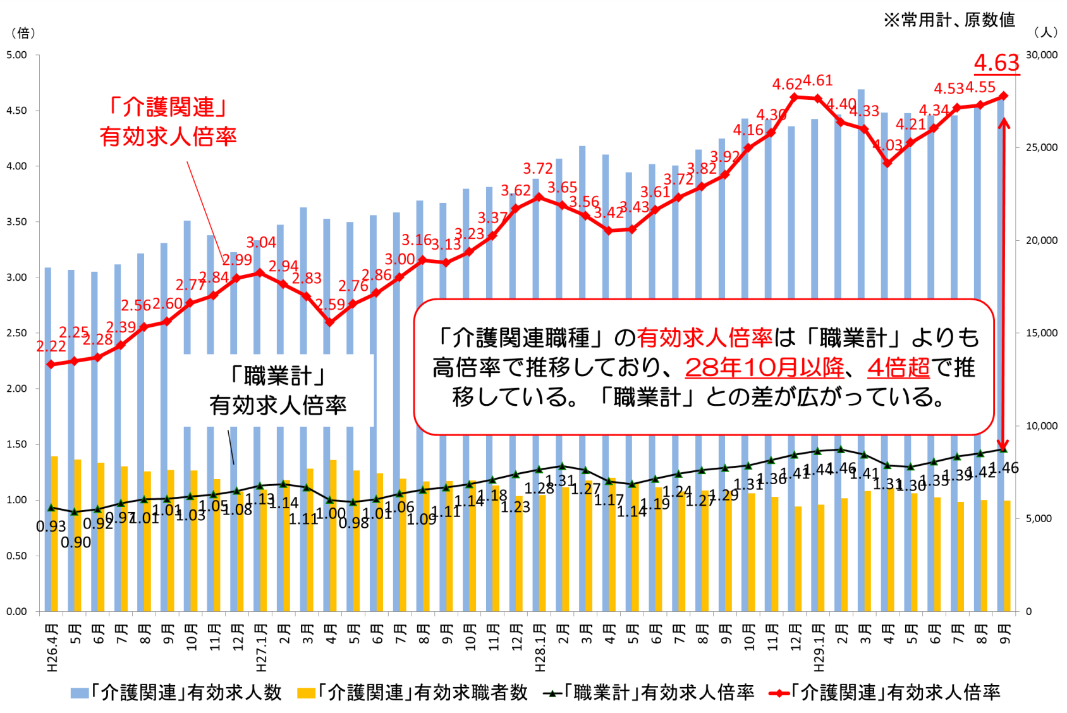 ※常用計、原数値
（倍）
（人）
5.00
4.50
4.00
3.50
3.00
2.50
2.00
1.50
1.00
0.50
0.00
30,000
25,000
20,000
15,000
10,000
5,000
0
「介護関連」
有効求人倍率
2.22
2.25
2.28
2.39
2.56
2.60
2.77
2.84
2.99
3.04
2.94
2.83
2.59
2.76
2.86
3.00
3.16
3.13
3.23
3.37
3.62
3.72
3.65
3.56
3.42
3.43
3.61
3.72
3.82
3.92
4.16
4.30
4.62
4.61
4.40
4.33
4.03
4.21
4.34
4.53
4.55
4.63
「介護関連職種」の有効求人倍率は「職業計」よりも
高倍率で推移しており、28年10月以降、4倍超で推
移している。「職業計」との差が広がっている。
「職業計」
有効求人倍率
0.93
0.90
0.92
0.97
1.01
1.01
1.03
1.05
1.08
1.13
1.14
1.11
1.00
0.98
1.01
1.06
1.09
1.11
1.14
1.18
1.23
1.28
1.31
1.27
1.17
1.14
1.19
1.24
1.27
1.29
1.31
1.36
1.41
1.44
1.46
1.41
1.31
1.30
1.35
1.39
1.42
1.46
H26.4月
5月
6月
7月
8月
9月
10月
11月
12月
H27.1月
2月
3月
4月
5月
6月
7月
8月
9月
10月
11月
12月
H28.1月
2月
3月
4月
5月
6月
7月
8月
9月
10月
11月
12月
H29.1月
2月
3月
4月
5月
6月
7月
8月
9月
「介護関連」有効求人数 「介護関連」有効求職者数 「職業計」有効求人倍率 「介護関連」有効求人倍率